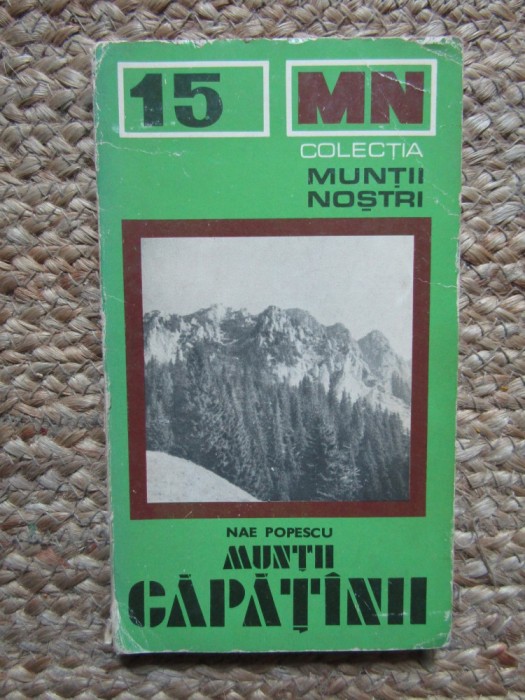 15
MN
COLECȚIA
MUNȚII
NOȘTRI
NAE POPESCU
MUNȚII
CĂPĂȚÎNII